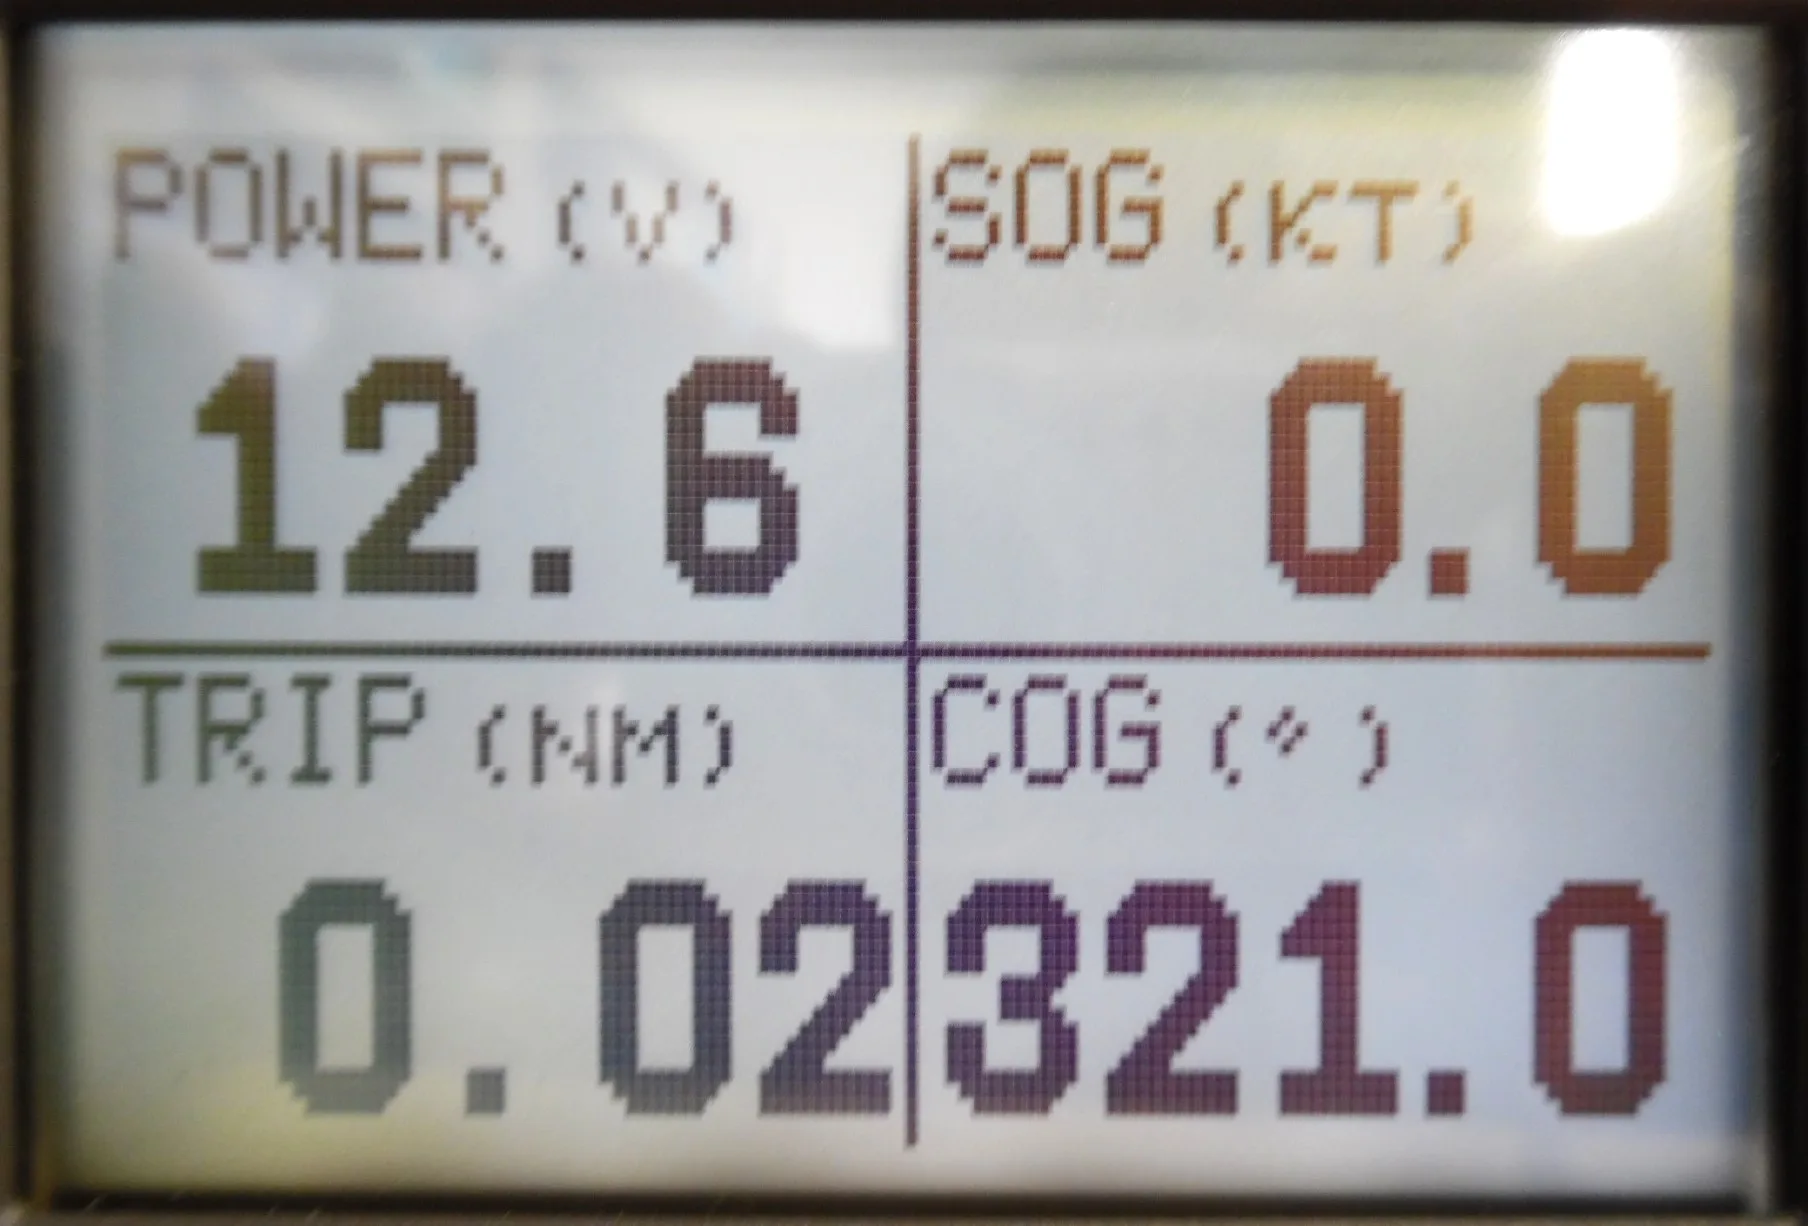 POWER (V)
12.6
SOG (KT)
0.0
TRIP (NM)
0.02
COG (″)
321.0